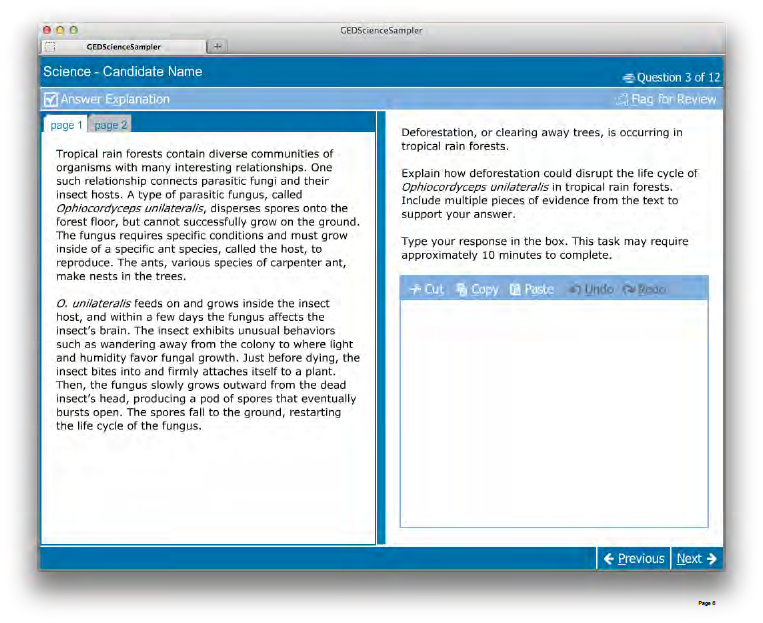 GEDScienceSampler
GEDScienceSampler
Science - Candidate Name
Question 3 of 12
Answer Explanation
Flag for Review
page 1
page 2
Tropical rain forests contain diverse communities of
organisms with many interesting relationships. One
such relationship connects parasitic fungi and their
insect hosts. A type of parasitic fungus, called
Ophiocordyceps unilateralis, disperses spores onto the
forest floor, but cannot successfully grow on the ground.
The fungus requires specific conditions and must grow
inside of a specific ant species, called the host, to
reproduce. The ants, various species of carpenter ant,
make nests in the trees.
O. unilateralis feeds on and grows inside the insect
host, and within a few days the fungus affects the
insect's brain. The insect exhibits unusual behaviors
such as wandering away from the colony to where light
and humidity favor fungal growth. Just before dying, the
insect bites into and firmly attaches itself to a plant.
Then, the fungus slowly grows outward from the dead
insect's head, producing a pod of spores that eventually
bursts open. The spores fall to the ground, restarting
the life cycle of the fungus.
Deforestation, or clearing away trees, is occurring in
tropical rain forests.
Explain how deforestation could disrupt the life cycle of
Ophiocordyceps unilateralis in tropical rain forests.
Include multiple pieces of evidence from the text to
support your answer.
Type your response in the box. This task may require
approximately 10 minutes to complete.
Cut Copy Paste Undo Redo
Previous Next
Page 6